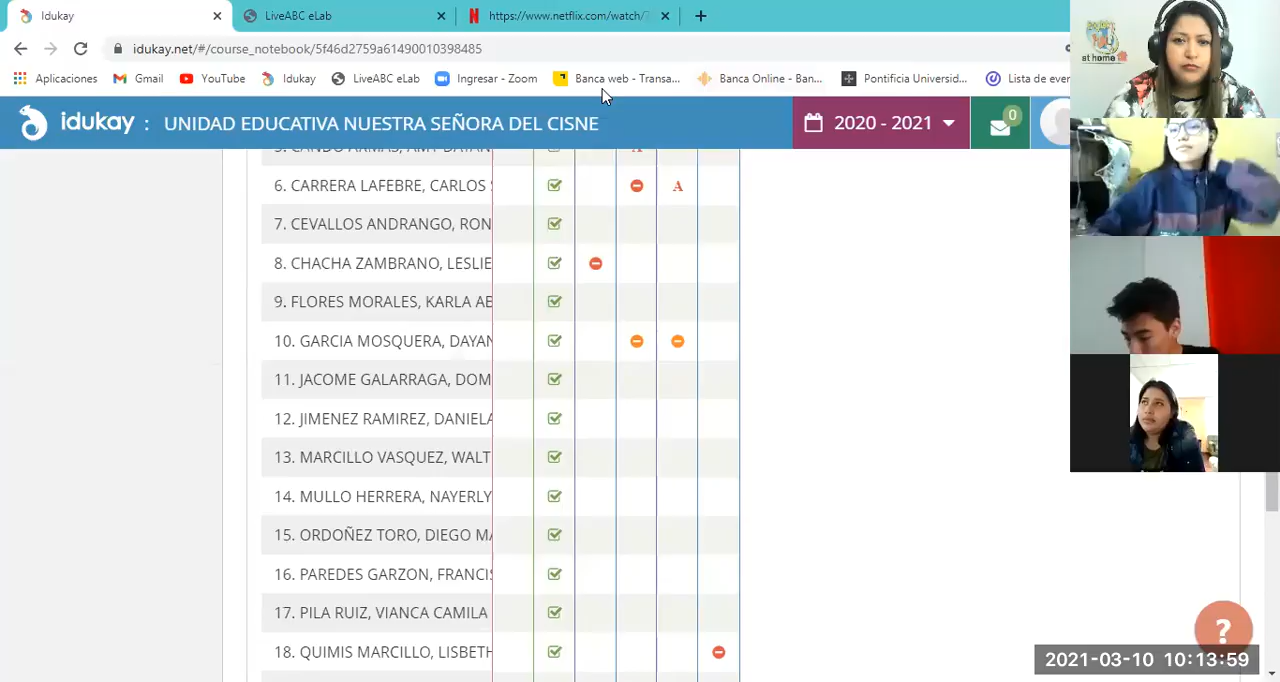 Idukay
LiveABC eLab
https://www.netflix.com/watch/
idukay.net/#/course_notebook/5f46d2759a61490010398485
Aplicaciones
Gmail
YouTube
Idukay
LiveABC eLab
Ingresar - Zoom
Banca web - Transa...
Banca Online - Ban...
Pontificia Universid...
Lista de ever
at home
idukay : UNIDAD EDUCATIVA NUESTRA SEÑORA DEL CISNE
2020 - 2021
0
6. CARRERA LAFEBRE, CARLOS
A
7. CEVALLOS ANDRANGO, RON
8. CHACHA ZAMBRANO, LESLIE
9. FLORES MORALES, KARLA AB
10. GARCIA MOSQUERA, DAYAN
11. JACOME GALARRAGA, DOM
12. JIMENEZ RAMIREZ, DANIELA
13. MARCILLO VASQUEZ, WALT
14. MULLO HERRERA, NAYERLY
15. ORDOÑEZ TORO, DIEGO MA
16. PAREDES GARZON, FRANCIS
17. PILA RUIZ, VIANCA CAMILA
18. QUIMIS MARCILLO, LISBETH
?
2021-03-10 10:13:59